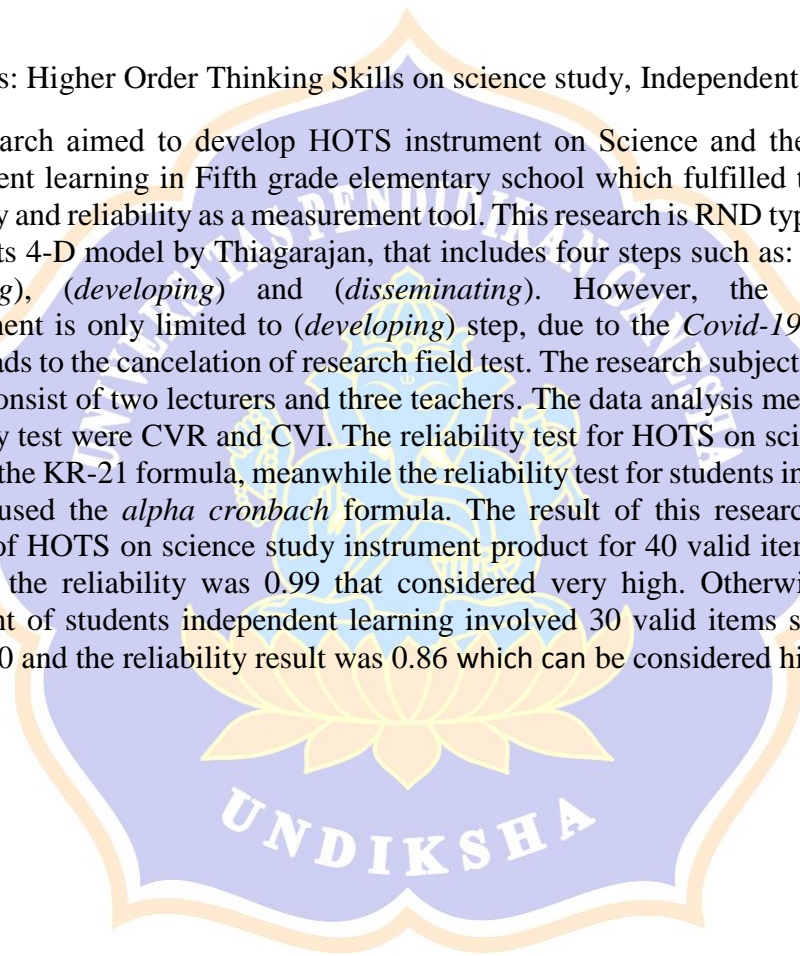 s: Higher Order Thinking Skills on science study, Independent
arch aimed to develop HOTS instrument on Science and the
ent learning in Fifth grade elementary school which fulfilled t
y and reliability as a measurement tool. This research is RND typ
ts 4-D model by Thiagarajan, that includes four steps such as:
g), (developing) and (disseminating). However, the
ment is only limited to (developing) step, due to the Covid-19
ads to the cancelation of research field test. The research subject
onsist of two lecturers and three teachers. The data analysis me
y test were CVR and CVI. The reliability test for HOTS on sci
the KR-21 formula, meanwhile the reliability test for students in
used the alpha cronbach formula. The result of this researc
of HOTS on science study instrument product for 40 valid iter
the reliability was 0.99 that considered very high. Otherwi
nt of students independent learning involved 30 valid items s
0 and the reliability result was 0.86 which can be considered hi
UNIVERSITAS PENDIDIKAN GANESHA
UNDIKSHA